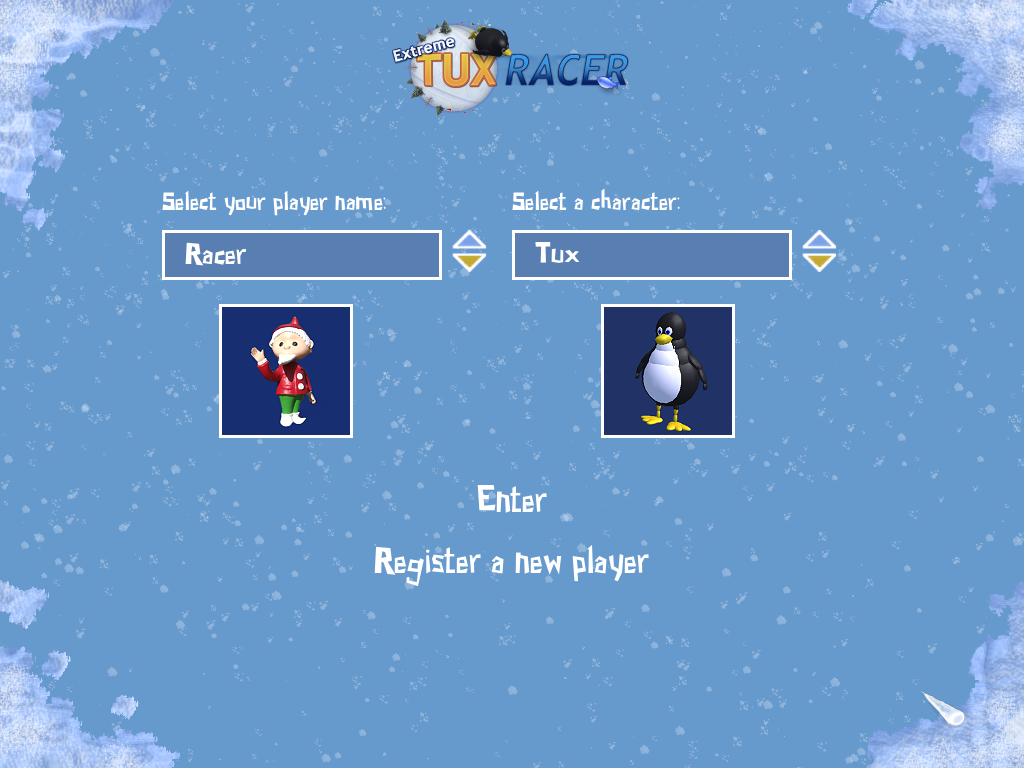 Extreme
TUX RACER
Select your player name:
Select a character:
Racer
Tux
Enter
Register a new player